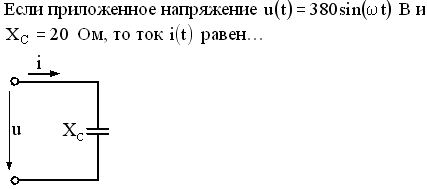 Если приложенное напряжение u(t) = 380sin(ωt) В и
X_C = 20 Ом, то ток i(t) равен...
i
u
X_C